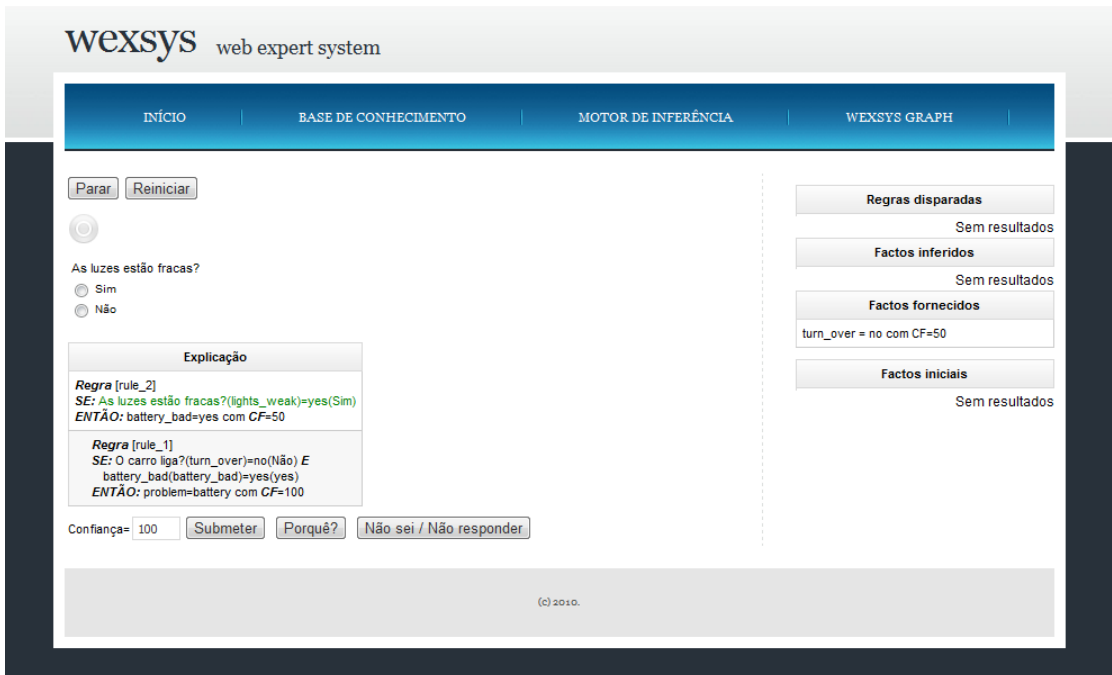 wexsys web expert system
INÍCIO BASE DE CONHECIMENTO MOTOR DE INFERÊNCIA WEXSYS GRAPH
Parar Reiniciar
As luzes estão fracas?
Sim
Não
Explicação
Regra [rule_2]
SE: As luzes estão fracas?(lights_weak)=yes(Sim)
ENTÃO: battery_bad=yes com CF=50
Regra [rule_1]
SE: O carro liga?(turn_over)=no(Não) E
battery_bad(battery_bad)=yes(yes)
ENTÃO: problem=battery com CF=100
Confiança= 100 Submeter Porquê? Não sei / Não responder
Regras disparadas
Sem resultados
Factos inferidos
Sem resultados
Factos fornecidos
turn_over = no com CF=50
Factos iniciais
Sem resultados
(c) 2010.